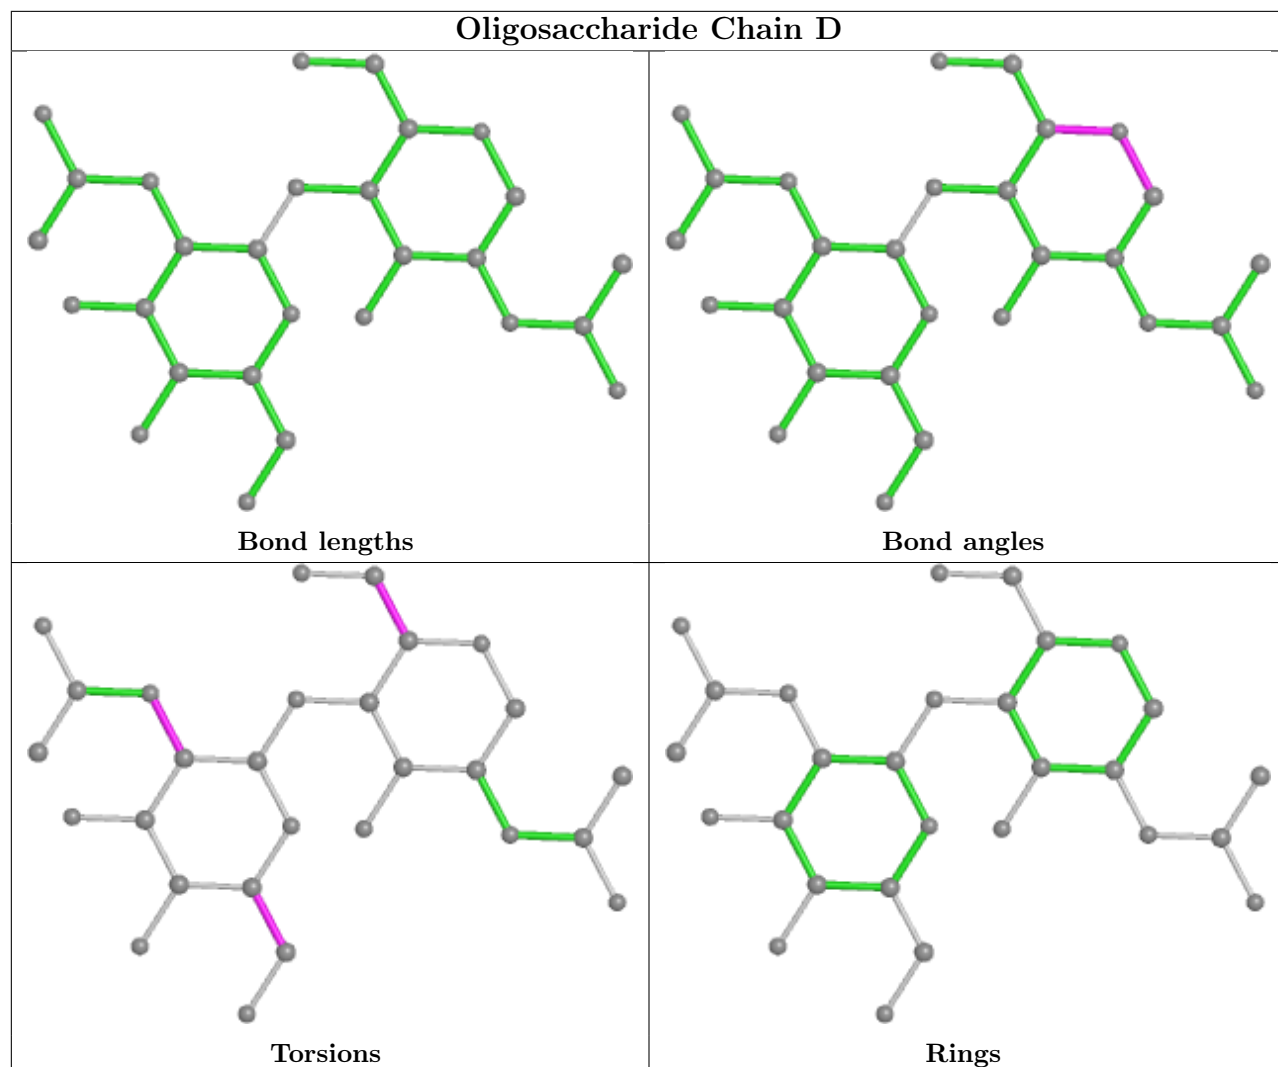 Oligosaccharide Chain D
Bond lengths
Bond angles
Torsions
Rings